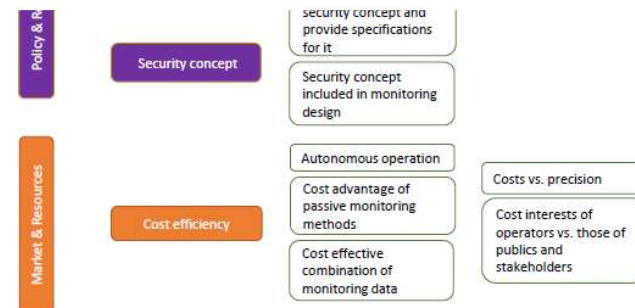 Policy & R
Security concept
security concept and
provide specifications
for it
Security concept
included in monitoring
design
Market & Resources
Cost efficiency
Autonomous operation
Cost advantage of
passive monitoring
methods
Cost effective
combination of
monitoring data
Costs vs. precision
Cost interests of
operators vs. those of
publics and
stakeholders